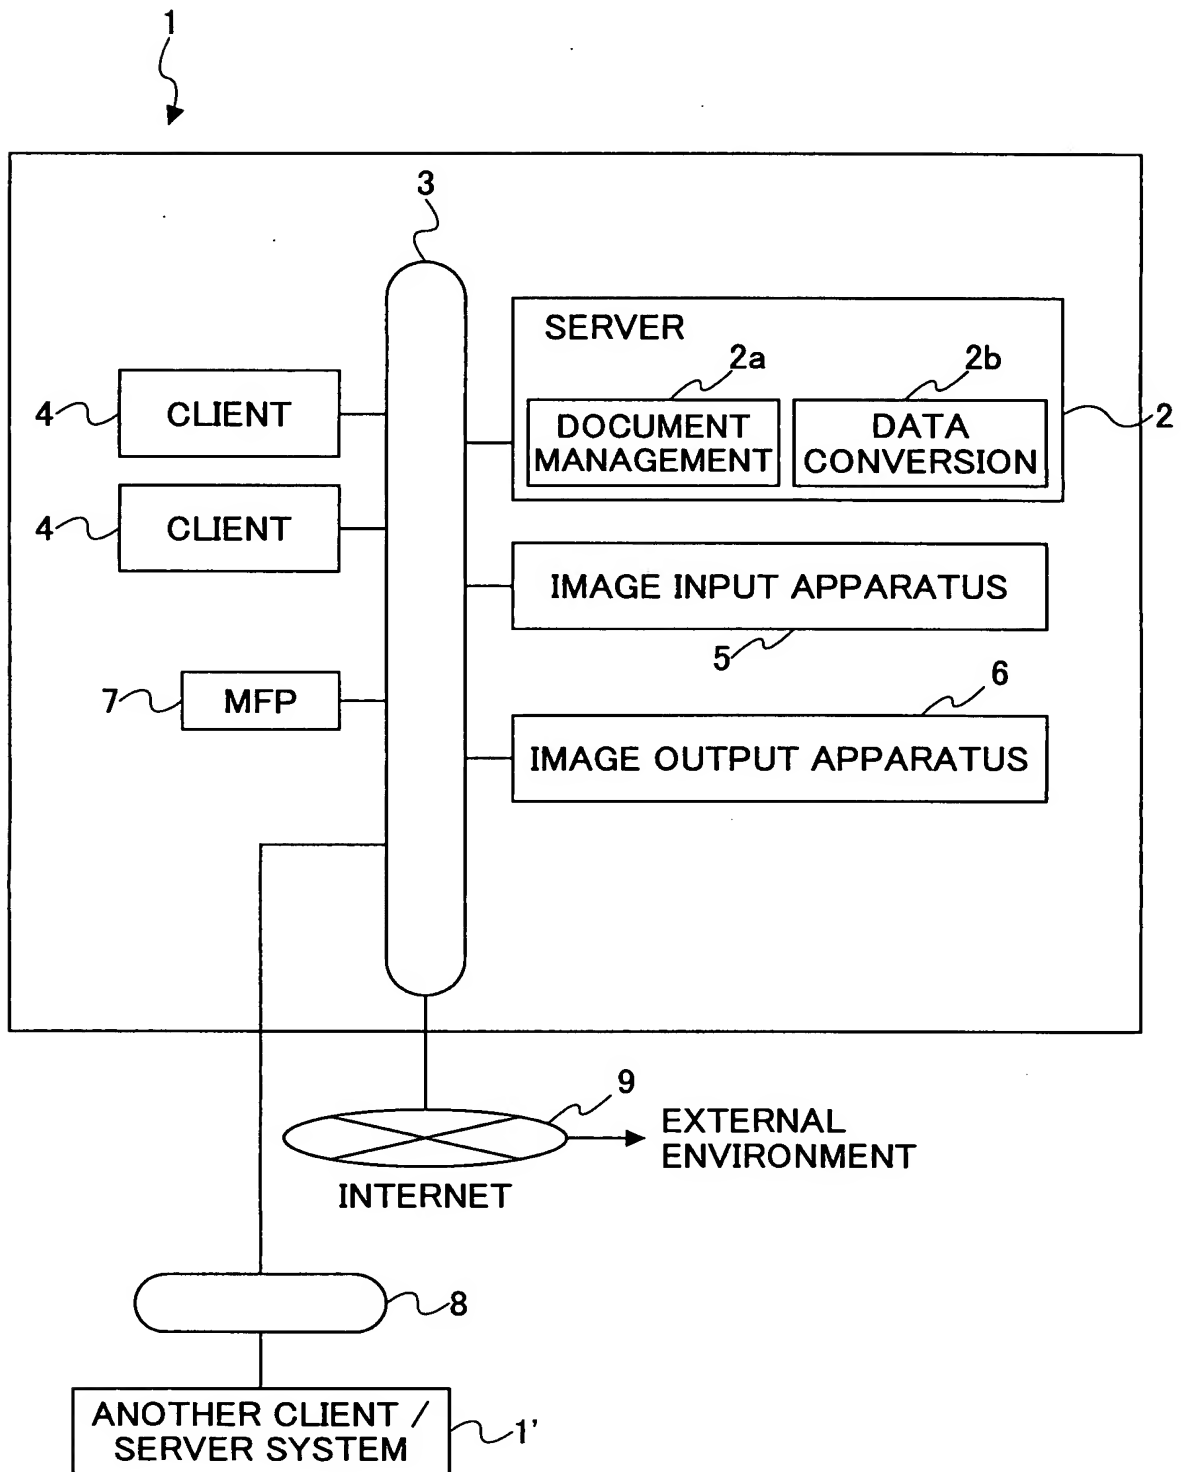 1
3
SERVER
2a
2b
4
CLIENT
DOCUMENT
MANAGEMENT
DATA
CONVERSION
2
4
CLIENT
IMAGE INPUT APPARATUS
5
7
MFP
6
IMAGE OUTPUT APPARATUS
9
EXTERNAL
ENVIRONMENT
INTERNET
8
ANOTHER CLIENT /
SERVER SYSTEM
1'